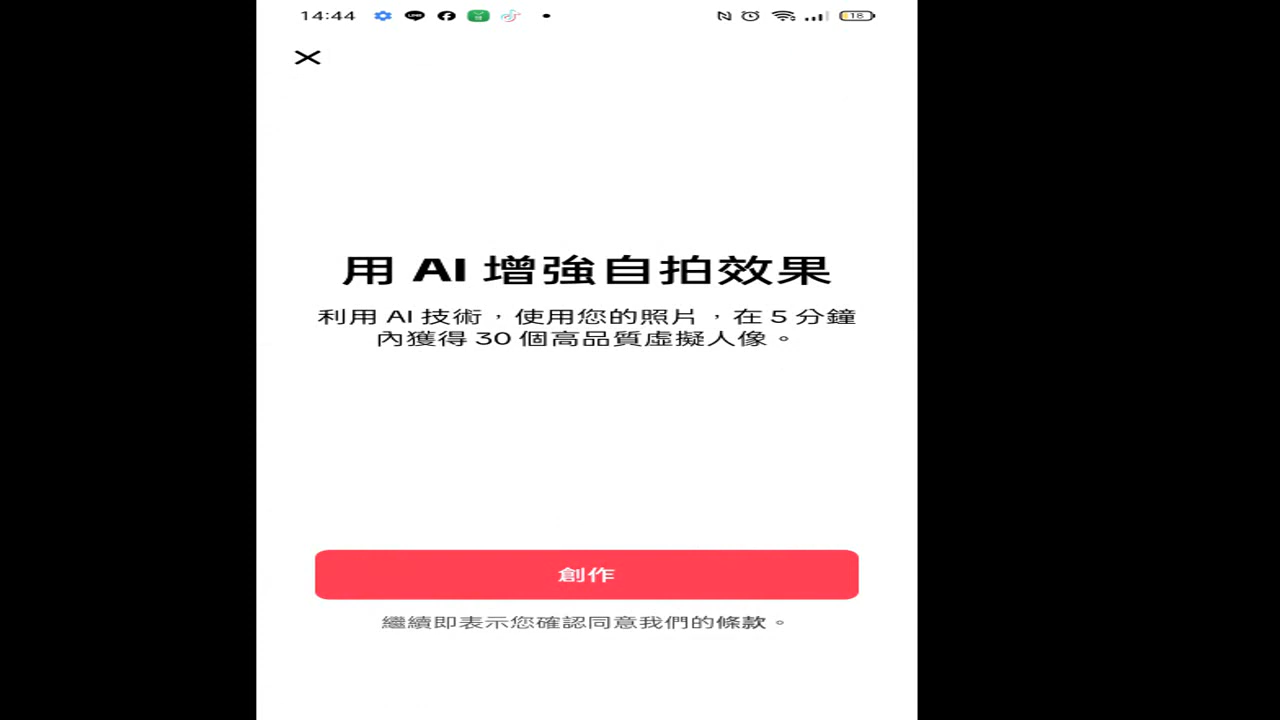 14:44
18
用 AI 增強自拍效果
利用 AI 技術，使用您的照片，在 5 分鐘
內獲得 30 個高品質虛擬人像。
創作
繼續即表示您確認同意我們的條款。